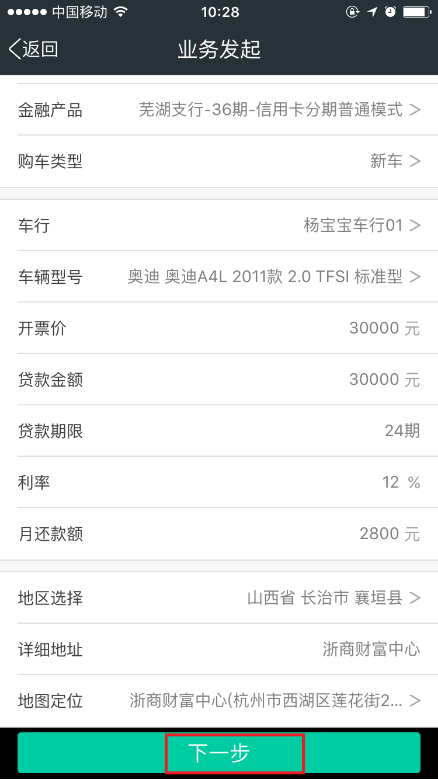 中国移动 10:28
返回 业务发起
金融产品 芜湖支行-36期-信用卡分期普通模式
购车类型 新车
车行 杨宝宝车行01
车辆型号 奥迪 奥迪A4L 2011款 2.0 TFSI 标准型
开票价 30000 元
贷款金额 30000 元
贷款期限 24期
利率 12 %
月还款额 2800 元
地区选择 山西省 长治市 襄垣县
详细地址 浙商财富中心
地图定位 浙商财富中心(杭州市西湖区莲花街2...
下一步